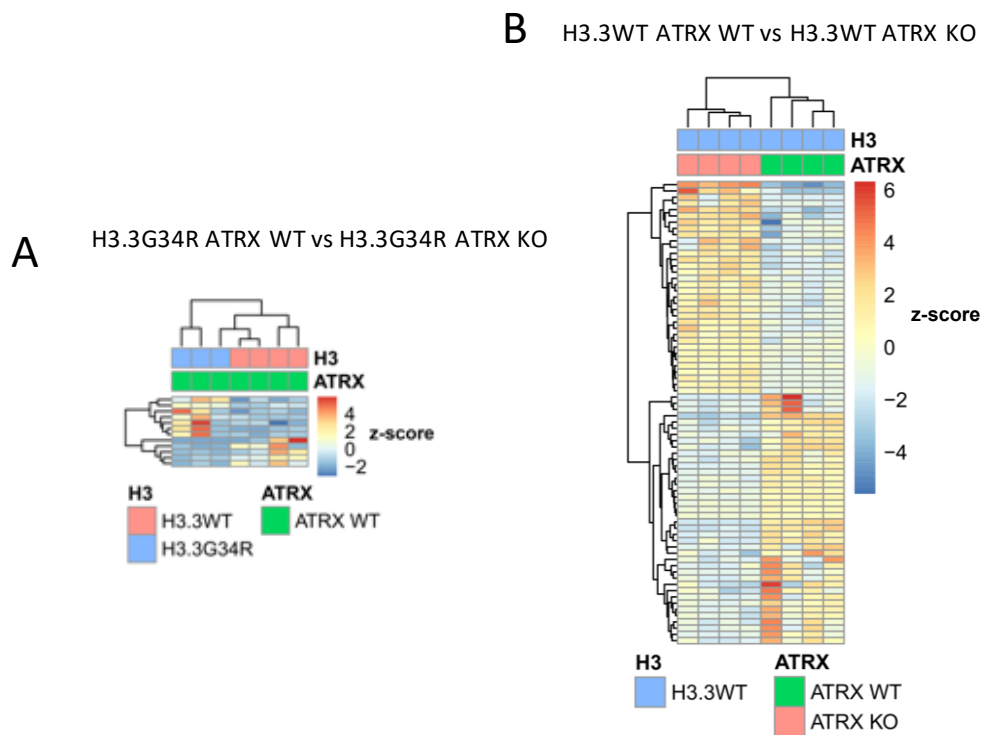 A
H3.3G34R ATRX WT vs H3.3G34R ATRX KO
H3
ATRX
4
2
0
−2
z-score
H3
H3.3WT
H3.3G34R
ATRX
ATRX WT
B
H3.3WT ATRX WT vs H3.3WT ATRX KO
H3
ATRX
6
4
2
0
−2
−4
z-score
H3
H3.3WT
ATRX
ATRX WT
ATRX KO